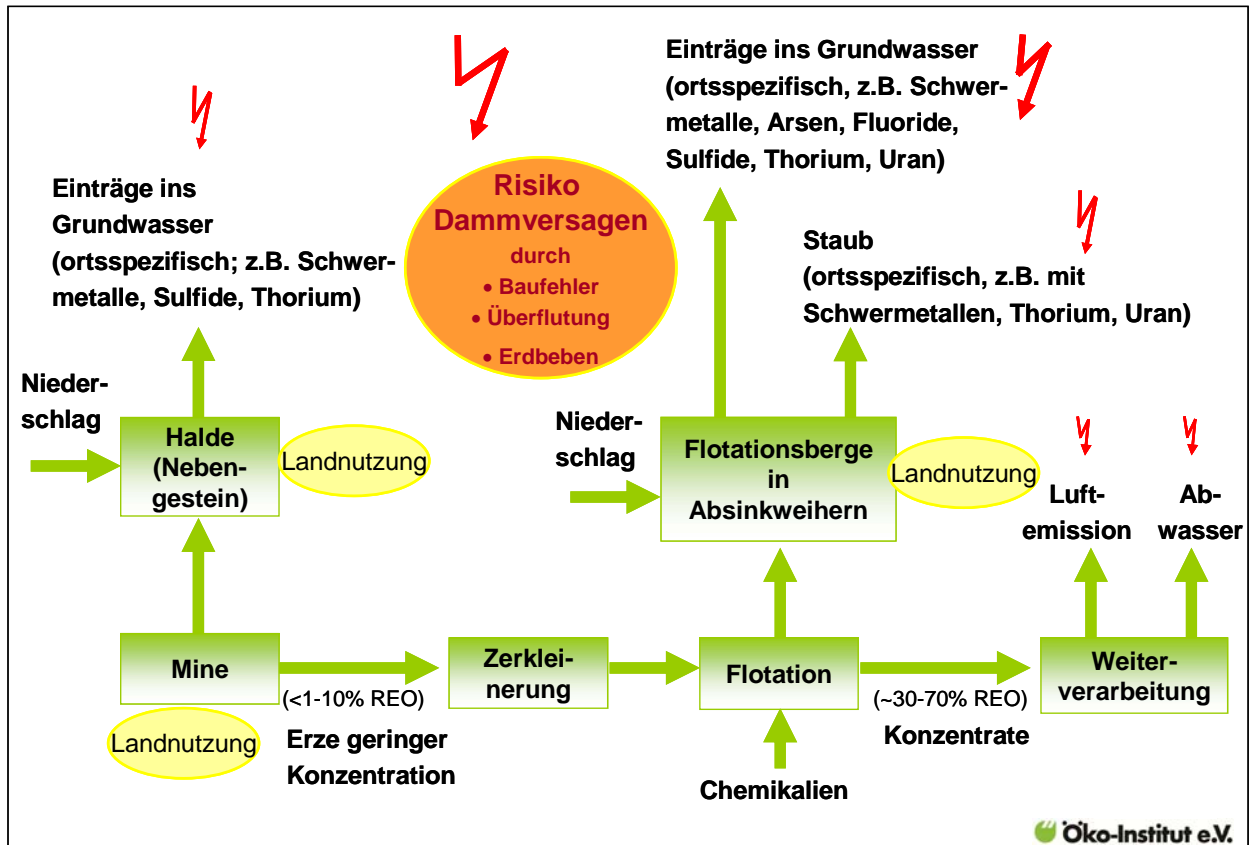 Einträge ins
Grundwasser
(ortsspezifisch; z.B. Schwer-
metalle, Sulfide, Thorium)
Risiko
Dammversagen
durch
• Baufehler
• Überflutung
• Erdbeben
Einträge ins Grundwasser
(ortsspezifisch, z.B. Schwer-
metalle, Arsen, Fluoride,
Sulfide, Thorium, Uran)
Staub
(ortsspezifisch, z.B. mit
Schwermetallen, Thorium, Uran)
Nieder-
schlag
Halde
(Neben-
gestein)
Landnutzung
Nieder-
schlag
Flotationsberge
in
Absinkweihern
Landnutzung
Luft-
emission
Ab-
wasser
Mine
(<1-10% REO)
Erze geringer
Konzentration
Landnutzung
Zerklei-
nerung
Flotation
Chemikalien
(~30-70% REO)
Konzentrate
Weiter-
verarbeitung
Öko-Institut e.V.